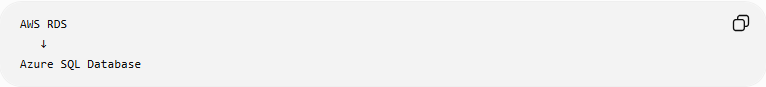 AWS RDS
↓
Azure SQL Database